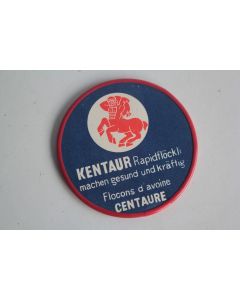 KENTAUR Rapidflöckli
machen gesund und kräftig
Flocons d avoine
CENTAURE